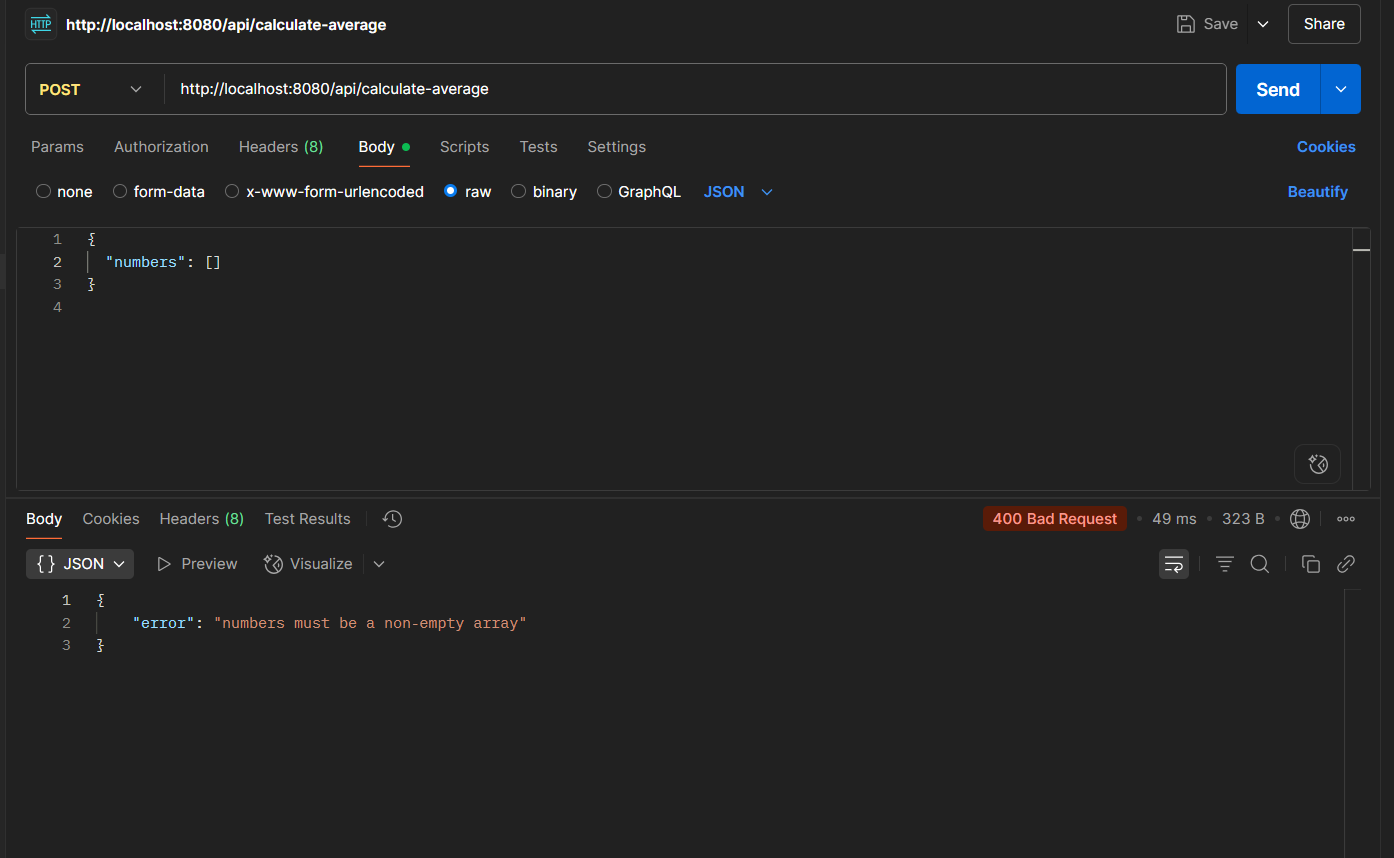 HTTP http://localhost:8080/api/calculate-average Save Share
POST http://localhost:8080/api/calculate-average Send
Params Authorization Headers (8) Body Scripts Tests Settings Cookies
none form-data x-www-form-urlencoded raw binary GraphQL JSON Beautify
1 {
2 "numbers": []
3 }
4
Body Cookies Headers (8) Test Results 400 Bad Request • 49 ms • 323 B •
{} JSON Preview Visualize
1 {
2 "error": "numbers must be a non-empty array"
3 }